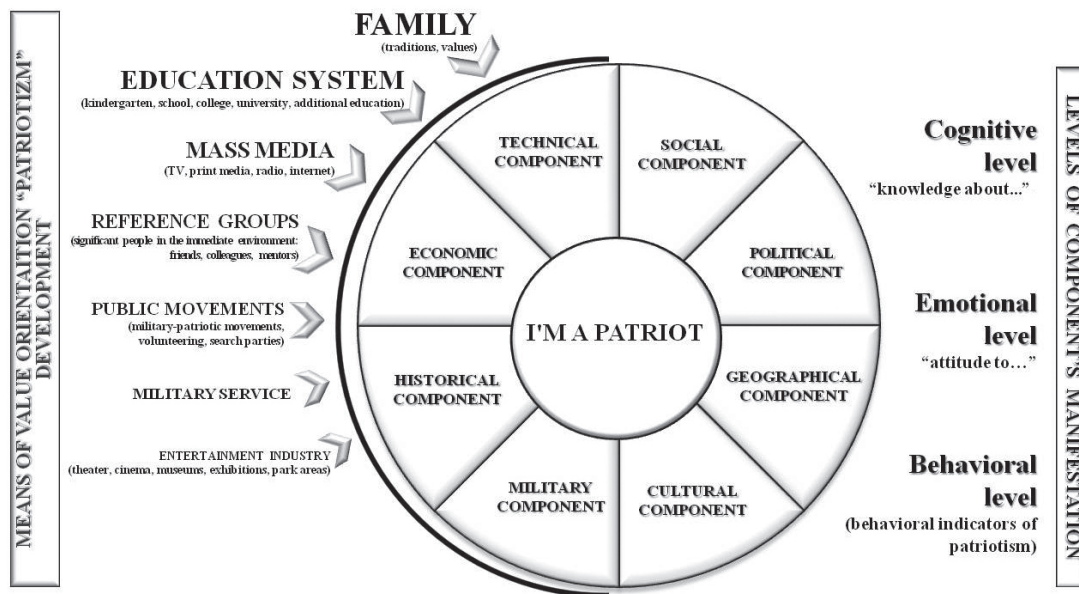 MEANS OF VALUE ORIENTAITION “PATRIOTIZM”
DEVELOPMENT
FAMILY
(traditions, values)
EDUCATION SYSTEM
(kindergarten, school, college, university, additional education)
MASS MEDIA
(TV, print media, radio, internet)
REFERENCE GROUPS
(significant people in the immediate environment:
friends, colleagues, mentors)
PUBLIC MOVEMENTS
(military-patriotic movements,
volunteering, search parties)
MILITARY SERVICE
ENTERTAINMENT INDUSTRY
(theater, cinema, museums, exhibitions, park areas)
TECHNICAL
COMPONENT
SOCIAL
COMPONENT
ECONOMIC
COMPONENT
POLITICAL
COMPONENT
I'M A PATRIOT
HISTORICAL
COMPONENT
GEOGRAPHICAL
COMPONENT
MILITARY
COMPONENT
CULTURAL
COMPONENT
Cognitive
level
“knowledge about...”
Emotional
level
“attitude to…”
Behavioral
level
(behavioral indicators of
patriotism)
LEVELS OF COMPONENT'S MANIFESTATION